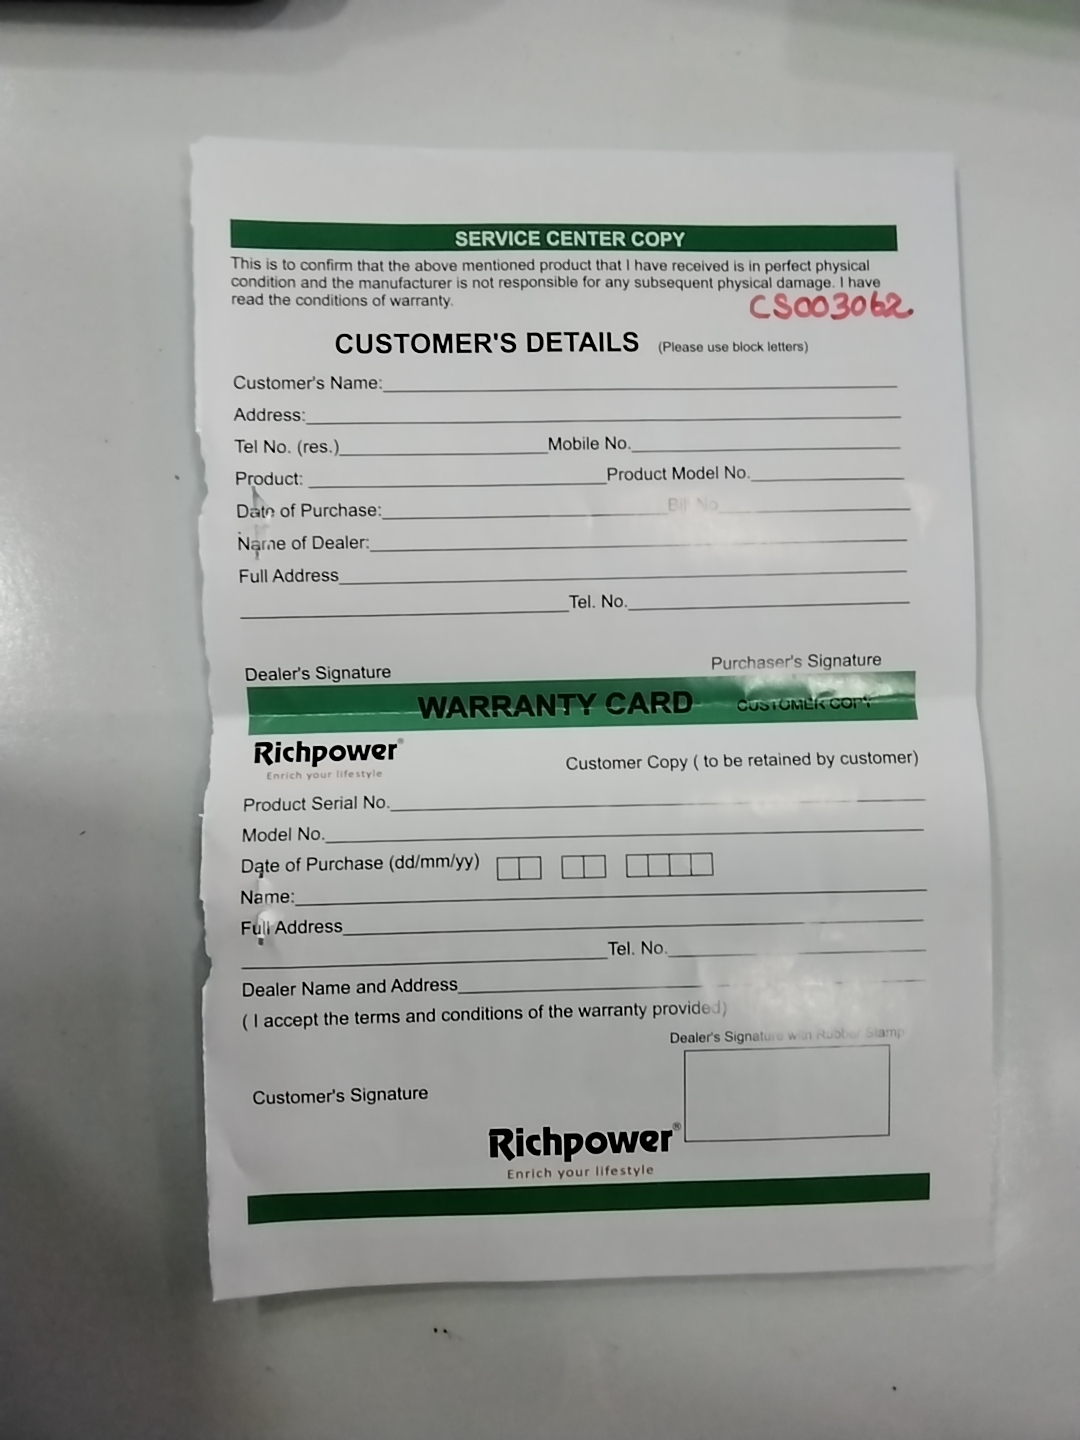 SERVICE CENTER COPY
This is to confirm that the above mentioned product that I have received is in perfect physical
condition and the manufacturer is not responsible for any subsequent physical damage. I have
read the conditions of warranty.
CS003062
CUSTOMER'S DETAILS (Please use block letters)
Customer's Name:
Address:
Tel No. (res.) Mobile No.
Product: Product Model No.
Date of Purchase: Bill No
Name of Dealer:
Full Address
Tel. No.
Dealer's Signature Purchaser's Signature
WARRANTY CARD CUSTOMER COPY
Richpower®
Enrich your lifestyle
Customer Copy ( to be retained by customer)
Product Serial No.
Model No.
Date of Purchase (dd/mm/yy)
Name:
Full Address
Tel. No.
Dealer Name and Address
( I accept the terms and conditions of the warranty provided)
Dealer's Signature with Rubber Stamp
Customer's Signature
Richpower®
Enrich your lifestyle